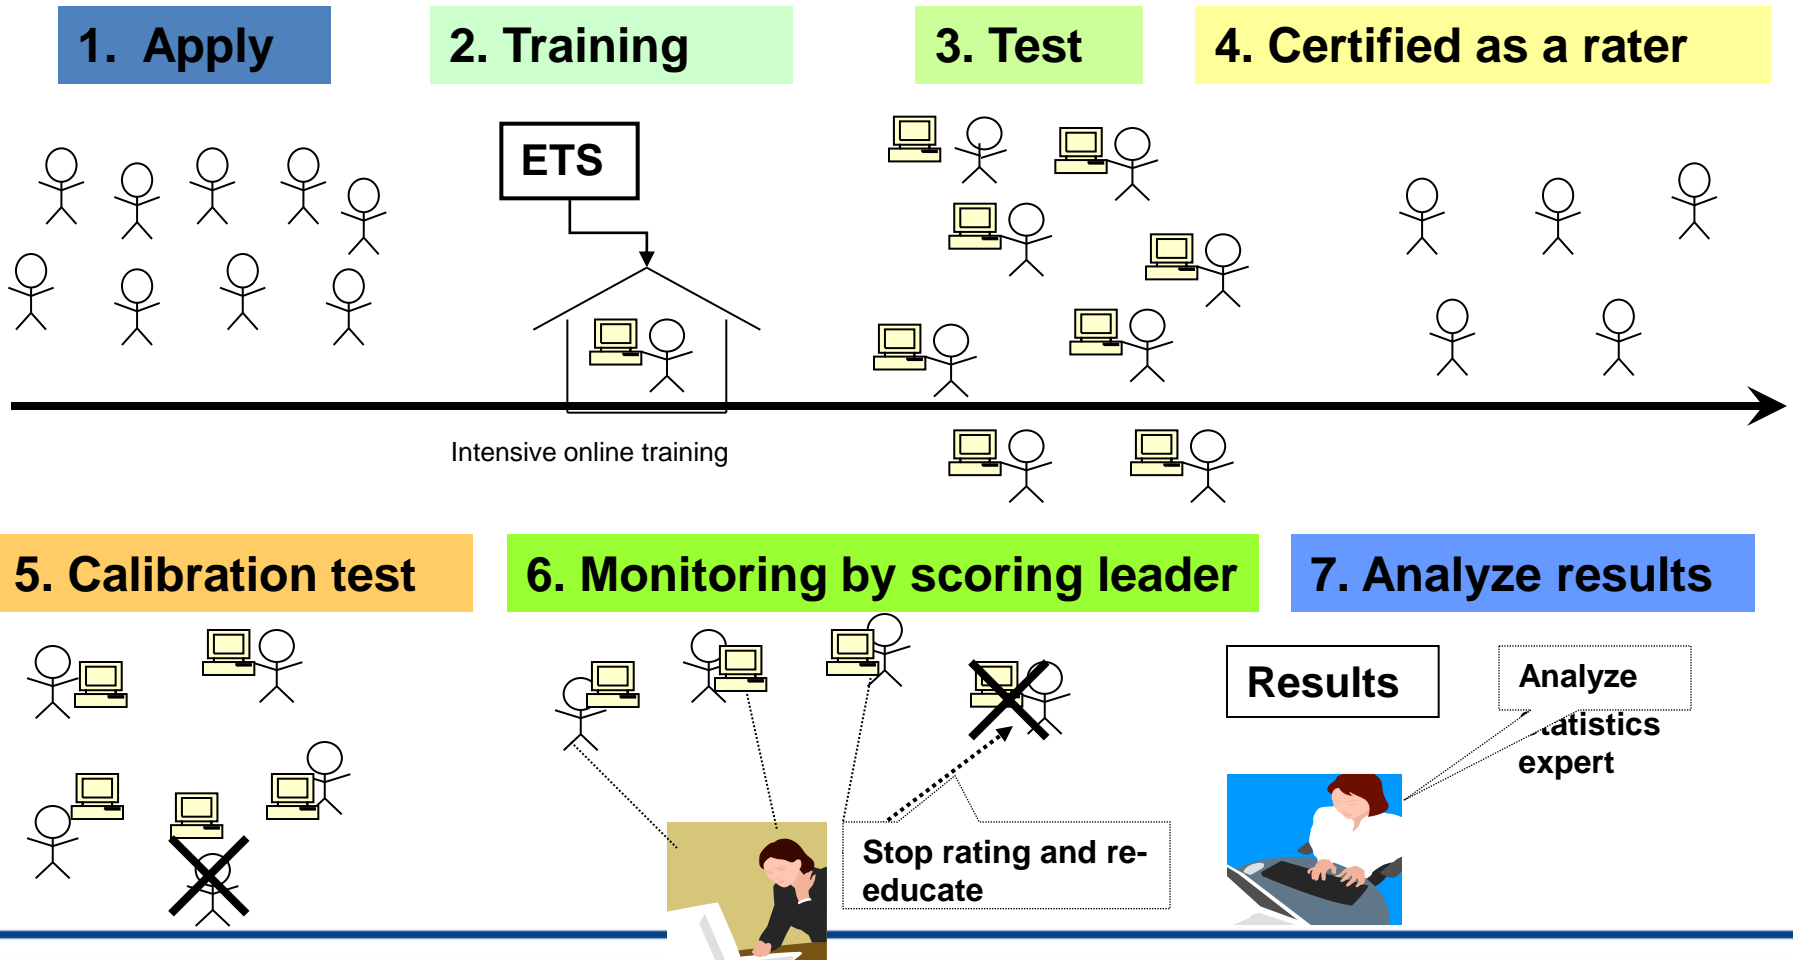 1.  Apply
2. Training
3. Test
4. Certified as a rater
ETS
Intensive online training
5. Calibration test
6. Monitoring by scoring leader
7. Analyze results
Stop rating and re-
educate
Results
Analyze
expert